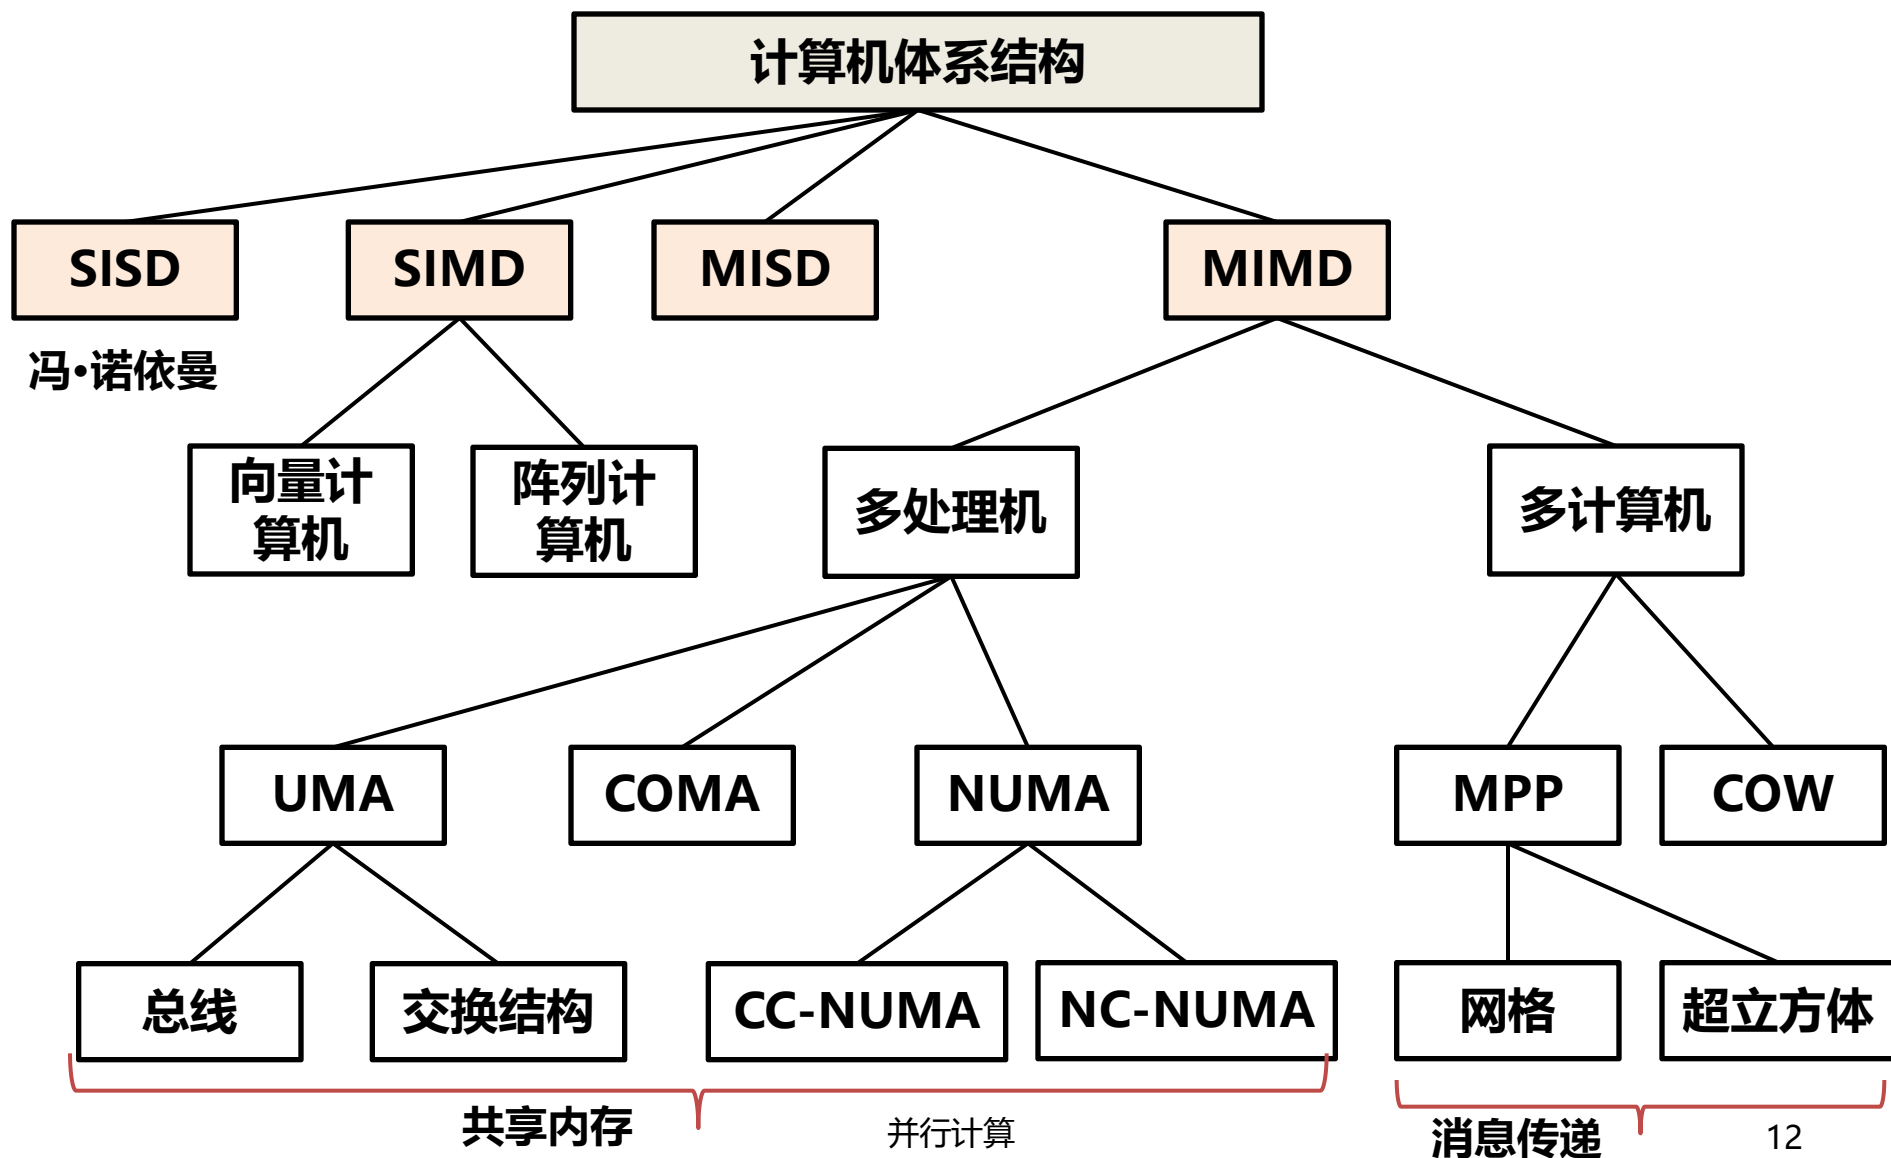 计算机体系结构
SISD
SIMD
MISD
MIMD
冯•诺依曼
向量计
算机
阵列计
算机
多处理机
多计算机
UMA
COMA
NUMA
MPP
COW
总线
交换结构
CC-NUMA
NC-NUMA
网格
超立方体
共享内存
并行计算
消息传递
12